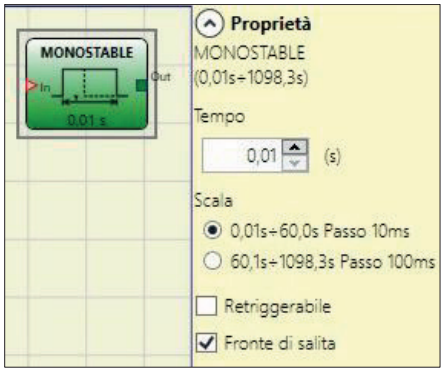 MONOSTABLE
In
Out
0.01 s
Proprietà
MONOSTABLE
(0,01s÷1098,3s)
Tempo
0,01 (s)
Scala
0,01s÷60,0s Passo 10ms
60,1s÷1098,3s Passo 100ms
Retriggerabile
Fronte di salita